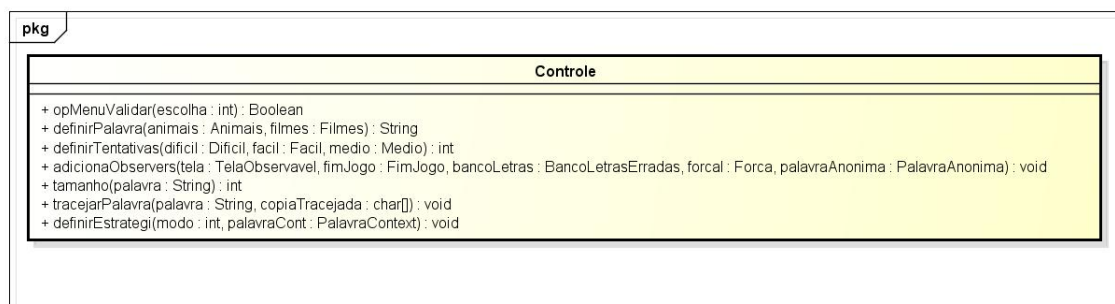 pkg
Controle
+ opMenuValidar(escolha : int) : Boolean
+ definirPalavra(animais : Animais, filmes : Filmes) : String
+ definirTentativas(dificil : Dificil, facil : Facil, medio : Medio) : int
+ adicionaObservers(tela : TelaObservavel, fimJogo : FimJogo, bancoLetras : BancoLetrasErradas, forcal : Forca, palavraAnonima : PalavraAnonima) : void
+ tamanho(palavra : String) : int
+ tracejarPalavra(palavra : String, copiaTracejada : char[]) : void
+ definirEstrategi(modo : int, palavraCont : PalavraContext) : void